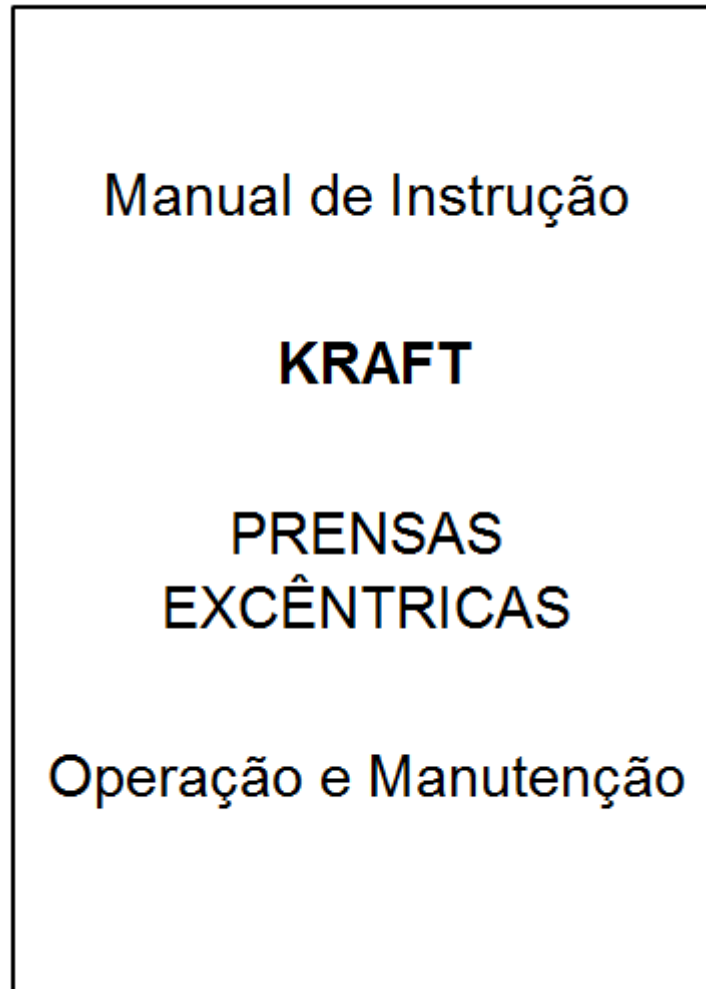 Manual de Instrução
KRAFT
PRENSAS
EXCÊNTRICAS
Operação e Manutenção